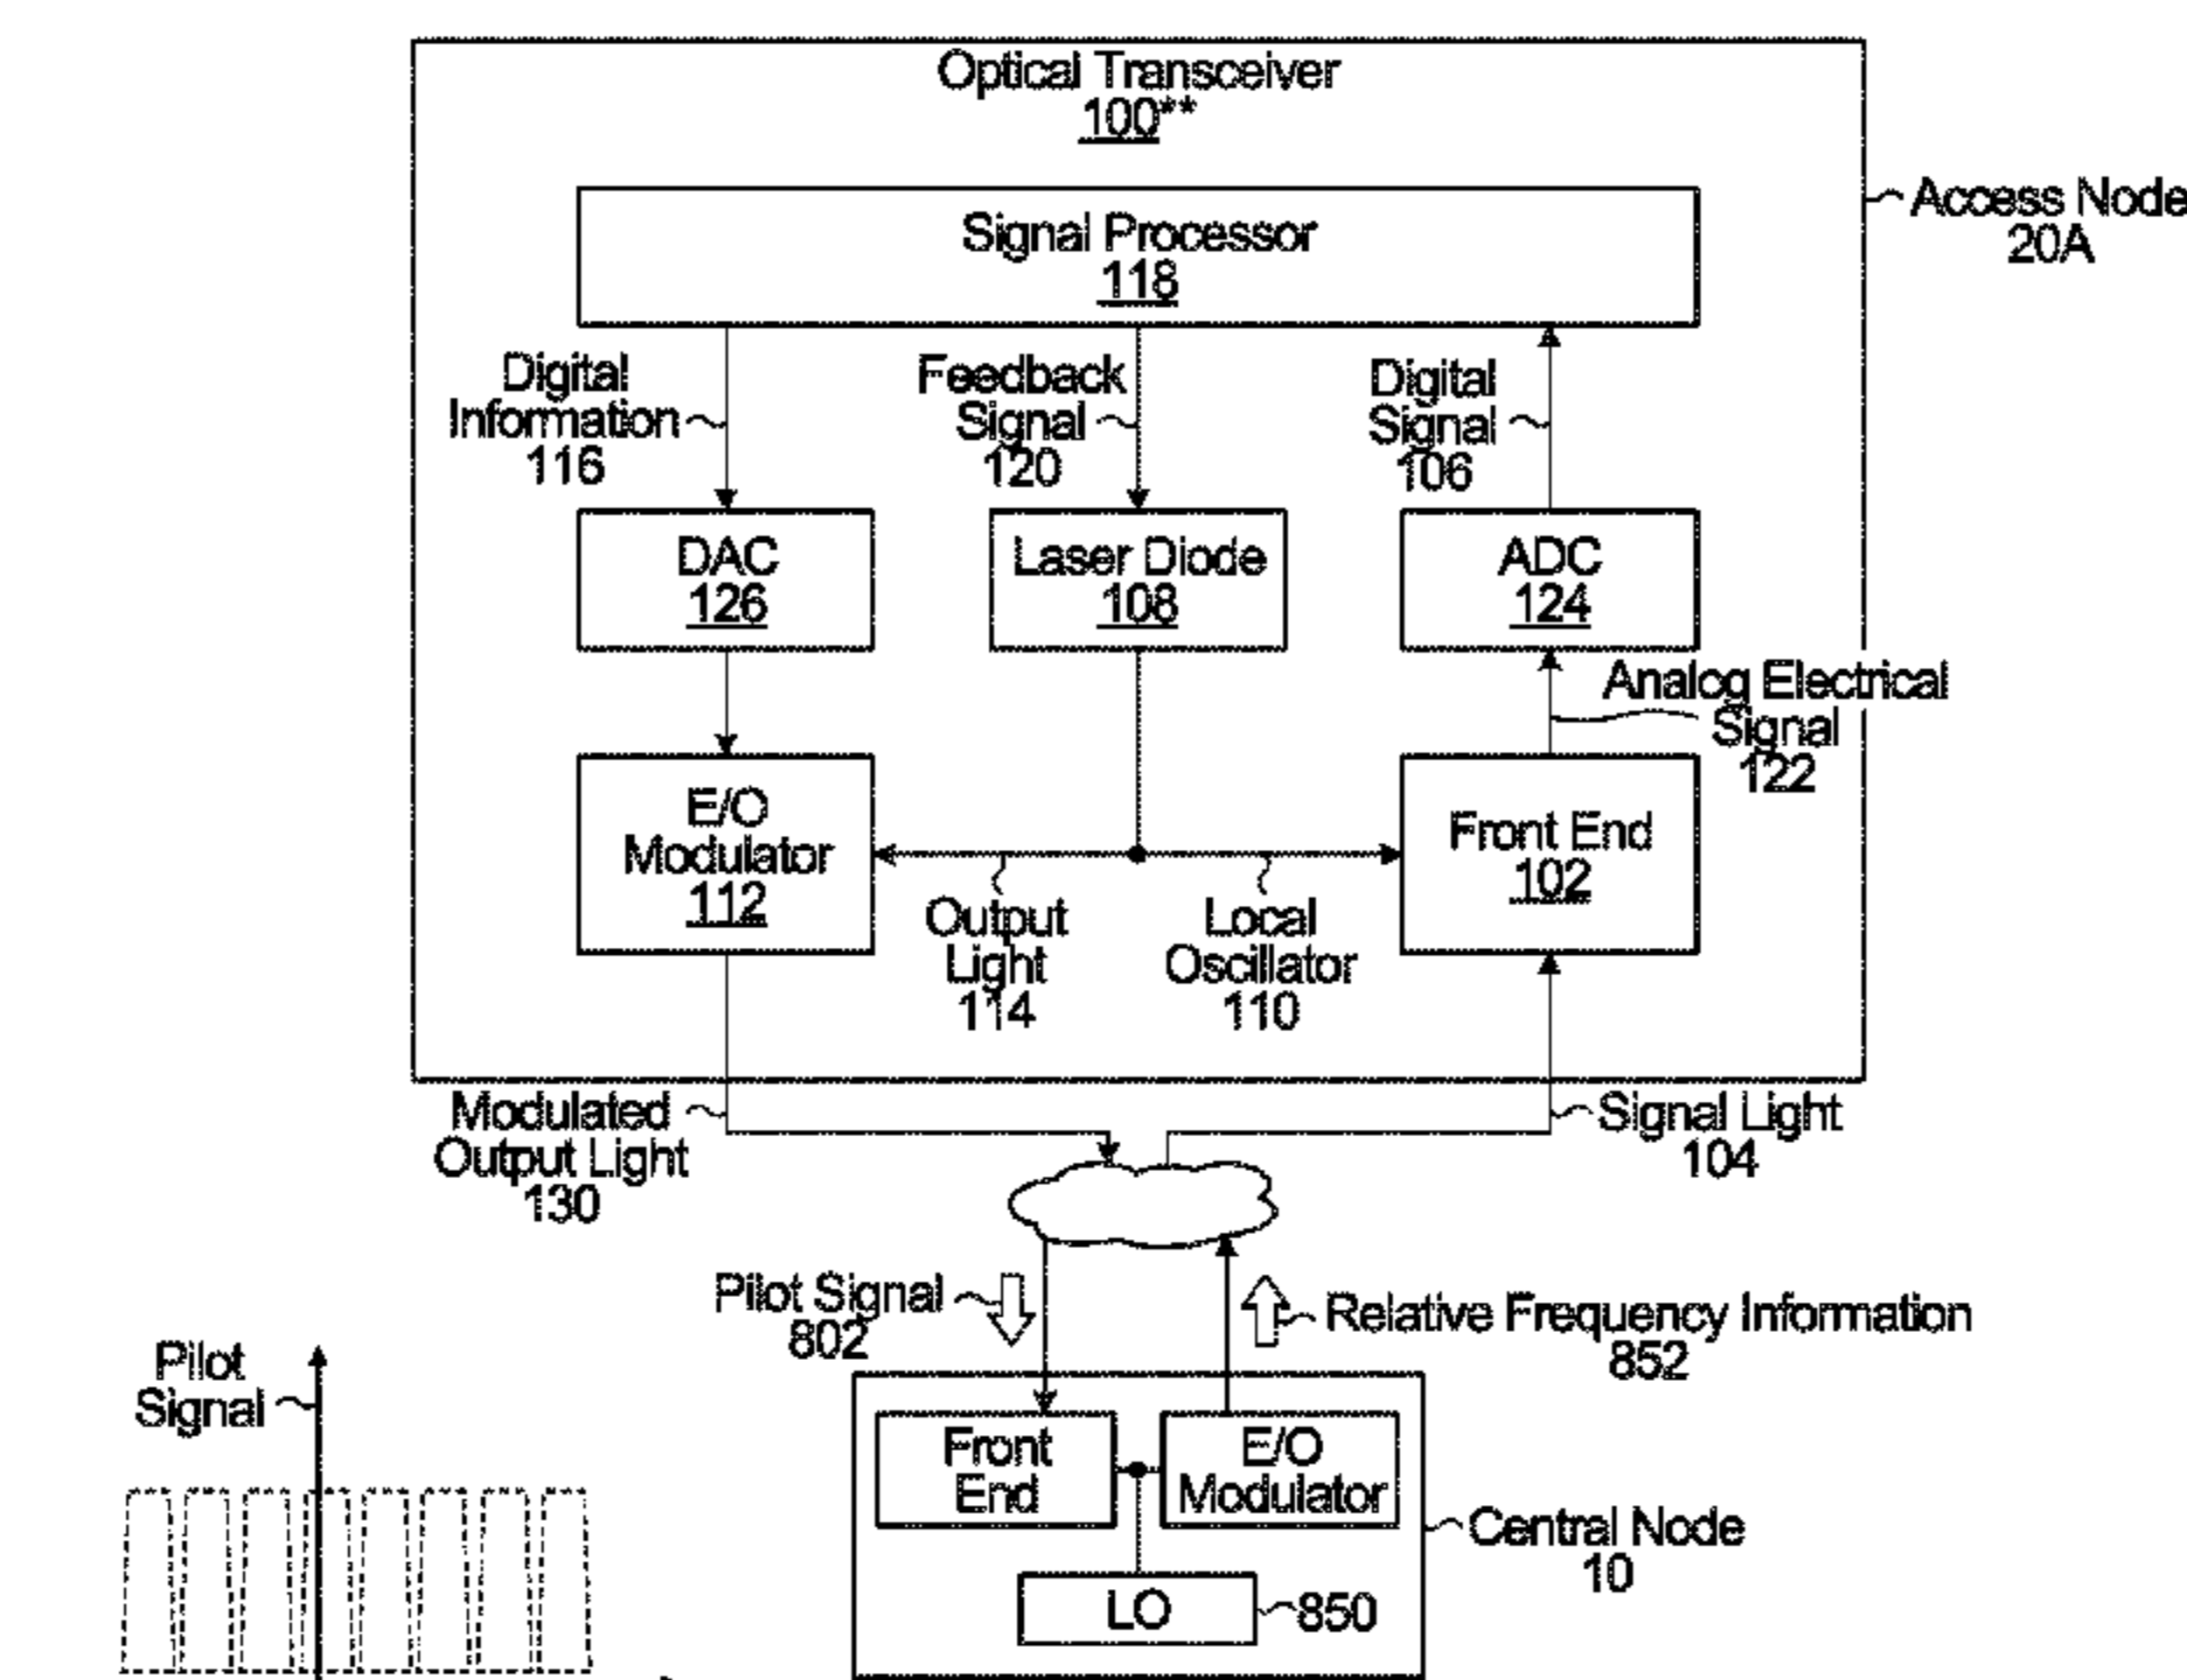 Optical Transceiver
100**
Access Node
20A
Signal Processor
118
Digital
Information
116
Feedback
Signal
120
Digital
Signal
106
DAC
126
Laser Diode
108
ADC
124
Analog Electrical
Signal
122
E/O
Modulator
112
Output
Light
114
Local
Oscillator
110
Front End
102
Modulated
Output Light
130
Signal Light
104
Pilot Signal
802
Relative Frequency Information
852
Pilot
Signal
Front
End
E/O
Modulator
Central Node
10
LO
850